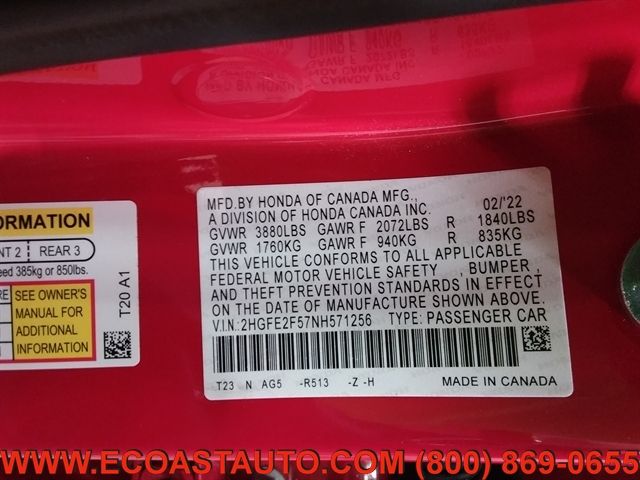 MFD.BY HONDA OF CANADA MFG., 02/'22
A DIVISION OF HONDA CANADA INC.
GVWR 3880LBS GAWR F 2072LBS R 1840LBS
GVWR 1760KG GAWR F 940KG R 835KG
THIS VEHICLE CONFORMS TO ALL APPLICABLE
FEDERAL MOTOR VEHICLE SAFETY , BUMPER ,
AND THEFT PREVENTION STANDARDS IN EFFECT
ON THE DATE OF MANUFACTURE SHOWN ABOVE.
V.I.N.: 2HGFE2F57NH571256 TYPE: PASSENGER CAR
T23 N AG5 -R513 -Z -H MADE IN CANADA
ORMATION
NT 2 REAR 3
eed 385kg or 850lbs.
RE SEE OWNER'S
MANUAL FOR
ADDITIONAL
INFORMATION
T20 A1
WWW.ECOASTAUTO.COM (800) 869-0655